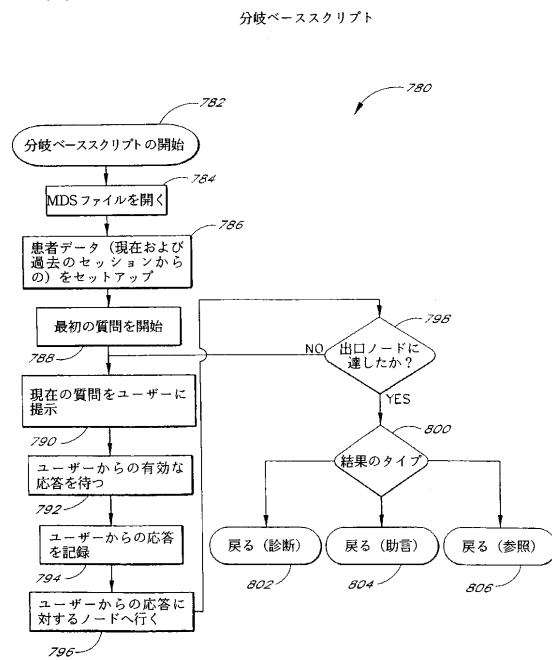 分岐ベーススクリプト
780
782
分岐ベーススクリプトの開始
784
MDSファイルを開く
786
患者データ（現在および
過去のセッションから
の）をセットアップ
最初の質問を開始
788
現在の質問をユーザーに
提示
790
ユーザーからの有効な
応答を待つ
792
ユーザーからの応答
を記録
794
ユーザーからの応答に
対するノードへ行く
796
798
出口ノードに
達したか？
NO
YES
800
結果のタイプ
戻る（診断）
802
戻る（助言）
804
戻る（参照）
806